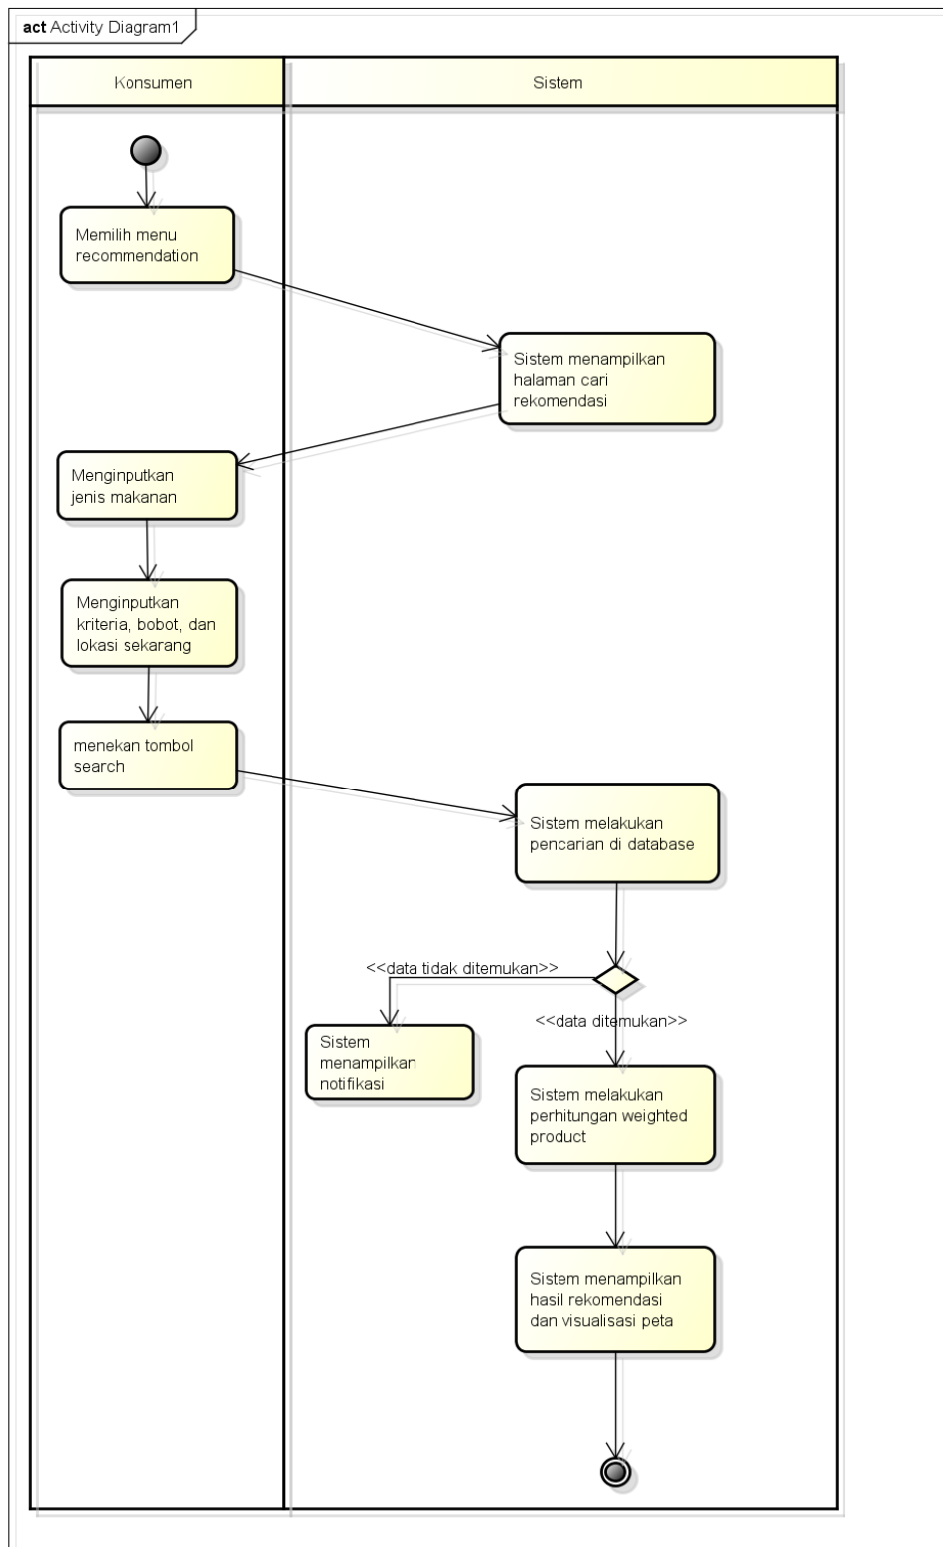 act Activity Diagram1
Konsumen
Sistem
Memilih menu
recommendation
Sistem menampilkan
halaman cari
rekomendasi
Menginputkan
jenis makanan
Menginputkan
kriteria, bobot, dan
lokasi sekarang
menekan tombol
search
Sistem melakukan
pencarian di database
<<data tidak ditemukan>>
<<data ditemukan>>
Sistem
menampilkan
notifikasi
Sistem melakukan
perhitungan weighted
product
Sistem menampilkan
hasil rekomendasi
dan visualisasi peta